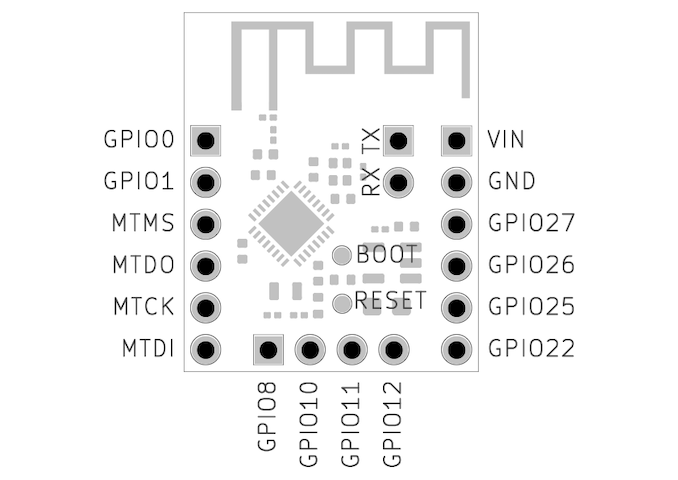 GPIO0
GPIO1
MTMS
MTDO
MTCK
MTDI
TX
RX
BOOT
RESET
VIN
GND
GPIO27
GPIO26
GPIO25
GPIO22
GPIO8
GPIO10
GPIO11
GPIO12